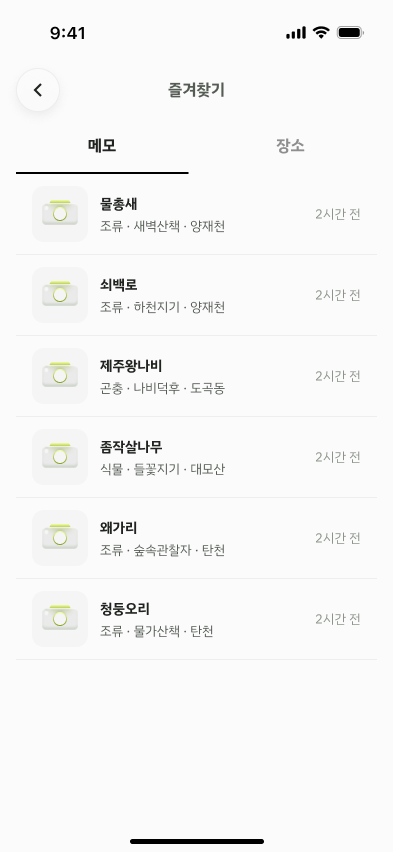 9:41
즐겨찾기
메모
장소
물총새
조류 · 새벽산책 · 양재천
2시간 전
쇠백로
조류 · 하천지기 · 양재천
2시간 전
제주왕나비
곤충 · 나비덕후 · 도곡동
2시간 전
좀작살나무
식물 · 들꽃지기 · 대모산
2시간 전
왜가리
조류 · 숲속관찰자 · 탄천
2시간 전
청둥오리
조류 · 물가산책 · 탄천
2시간 전